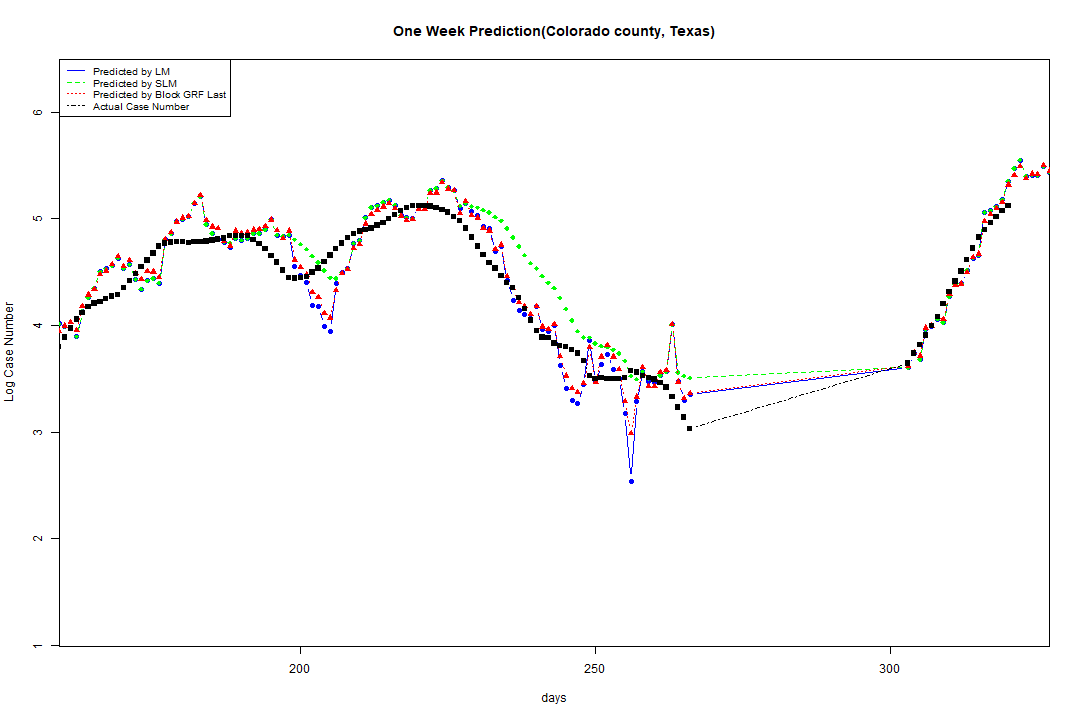 One Week Prediction(Colorado county, Texas)
Predicted by LM
Predicted by SLM
Predicted by Block GRF Last
Actual Case Number
6
5
4
3
2
1
Log Case Number
200 250 300
days